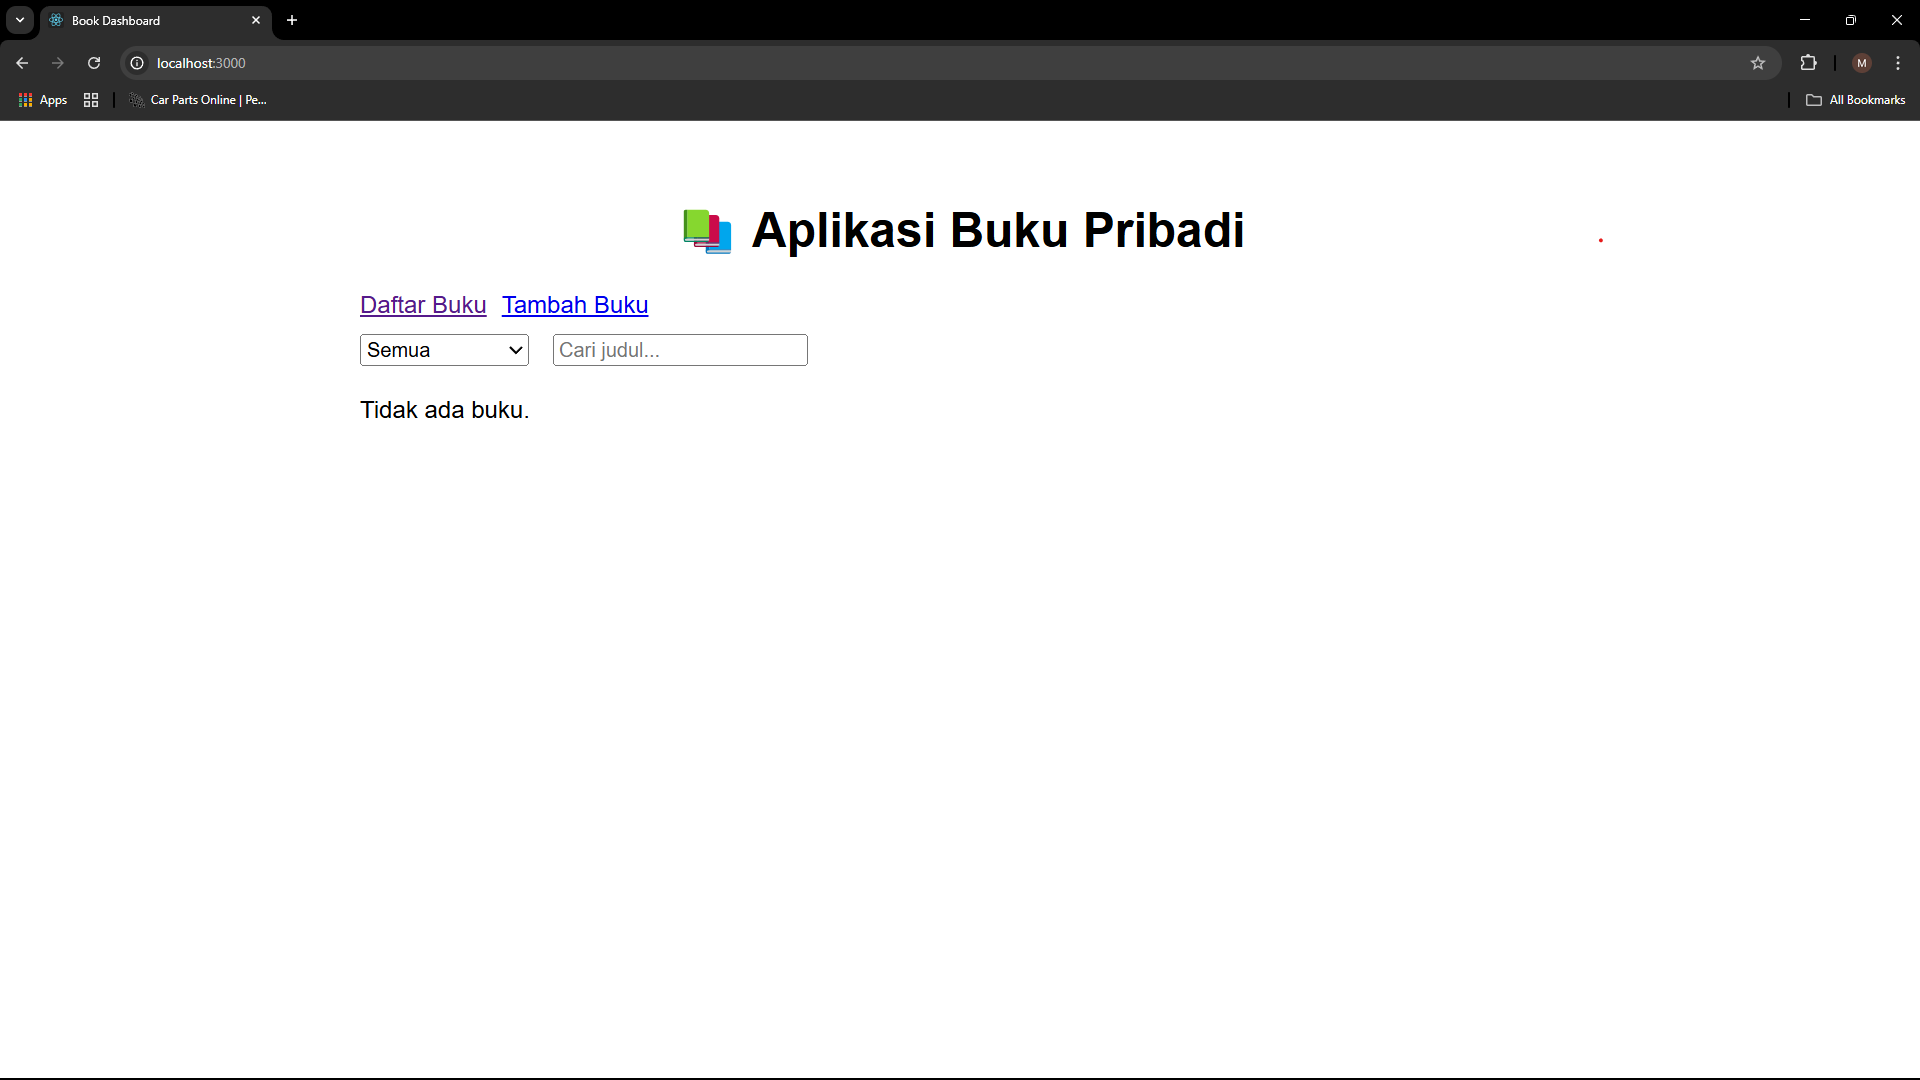 Book Dashboard
localhost:3000
M
Apps
Car Parts Online | Pe...
All Bookmarks
Aplikasi Buku Pribadi
Daftar Buku Tambah Buku
Semua Cari judul...
Tidak ada buku.